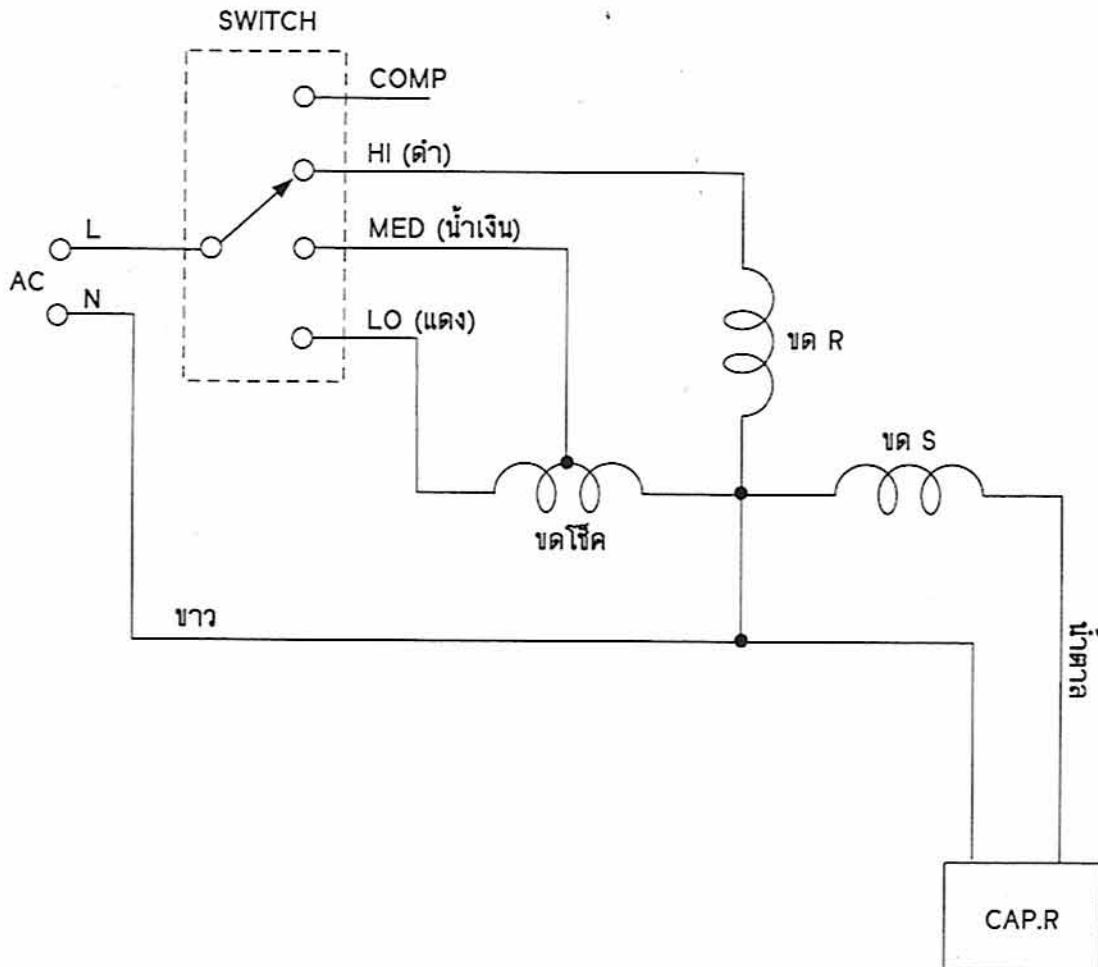 SWITCH
COMP
HI (ดำ)
L
MED (น้ำเงิน)
AC
N
LO (แดง)
ขด R
ขด S
ขดโช็ค
ขาว
น้ำตาล
CAP.R